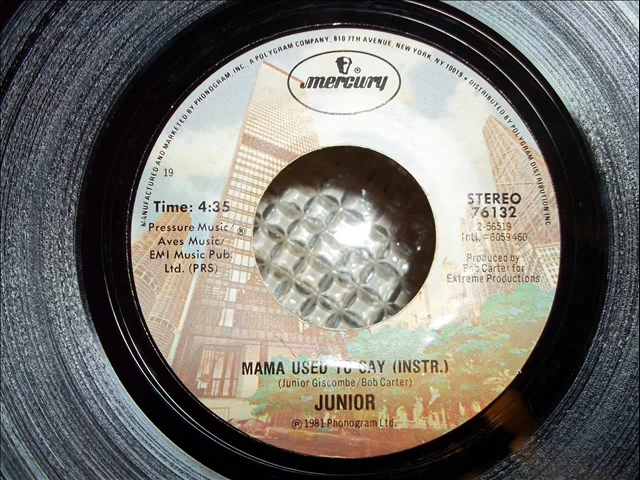 MANUFACTURED AND MARKETED BY PHONOGRAM, INC., A POLYGRAM COMPANY, 810 7TH AVENUE, NEW YORK, N.Y. 10019 • DISTRIBUTED BY POLYGRAM DISTRIBUTION, INC.
mercury ®
19
Time: 4:35
Pressure Music/
Aves Music/
EMI Music Pub.
Ltd. (PRS)
®
STEREO
76132
2-56519
Intl. 6059 460
Produced by
Bob Carter for
Extreme Productions
MAMA USED TO SAY (INSTR.)
(Junior Giscombe/Bob Carter)
JUNIOR
℗ 1981 Phonogram Ltd.